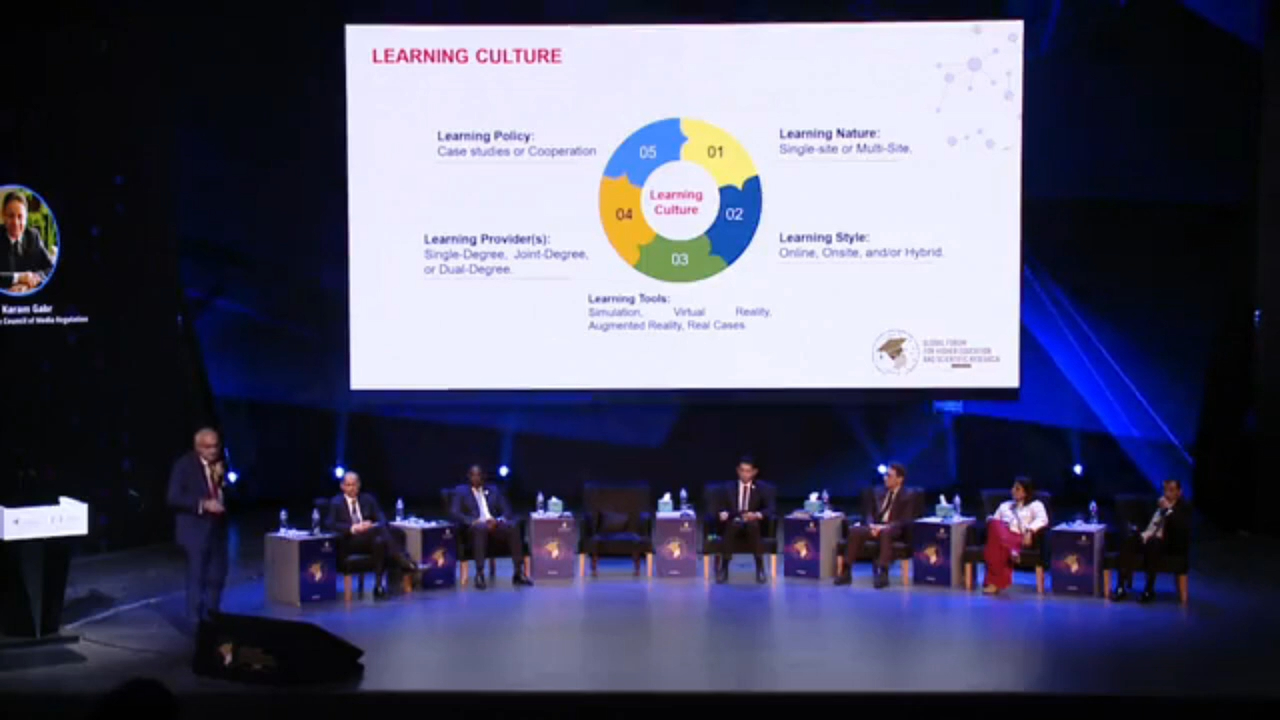 LEARNING CULTURE
Learning Policy:
Case studies or Cooperation
Learning Nature:
Single-site or Multi-Site.
05
01
Learning
Culture
04
02
03
Learning Provider(s):
Single-Degree, Joint-Degree,
or Dual-Degree.
Learning Style:
Online, Onsite, and/or Hybrid.
Learning Tools:
Simulation, Virtual Reality,
Augmented Reality, Real Cases.
GLOBAL FORUM
FOR HIGHER EDUCATION
AND SCIENTIFIC RESEARCH
Karam Gabr
Council of Media Regulation